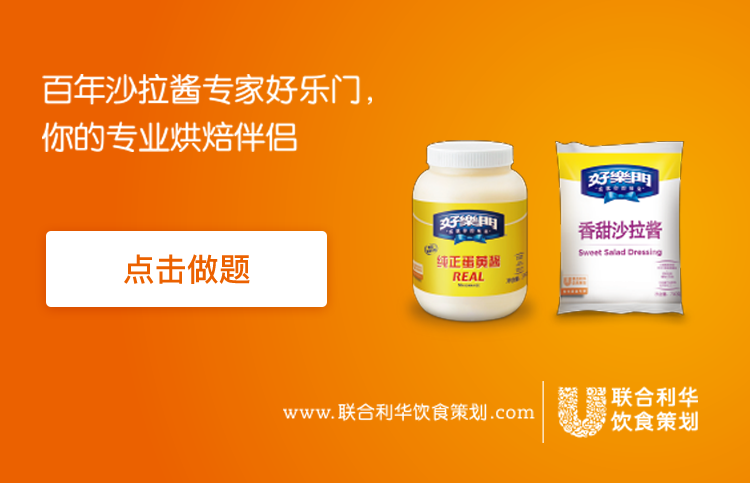 百年沙拉酱专家好乐门，
你的专业烘焙伴侣
点击做题
好樂門
纯正蛋黄酱
REAL
好樂門
香甜沙拉酱
Sweet Salad Dressing
www.联合利华饮食策划.com
联合利华
饮食策划